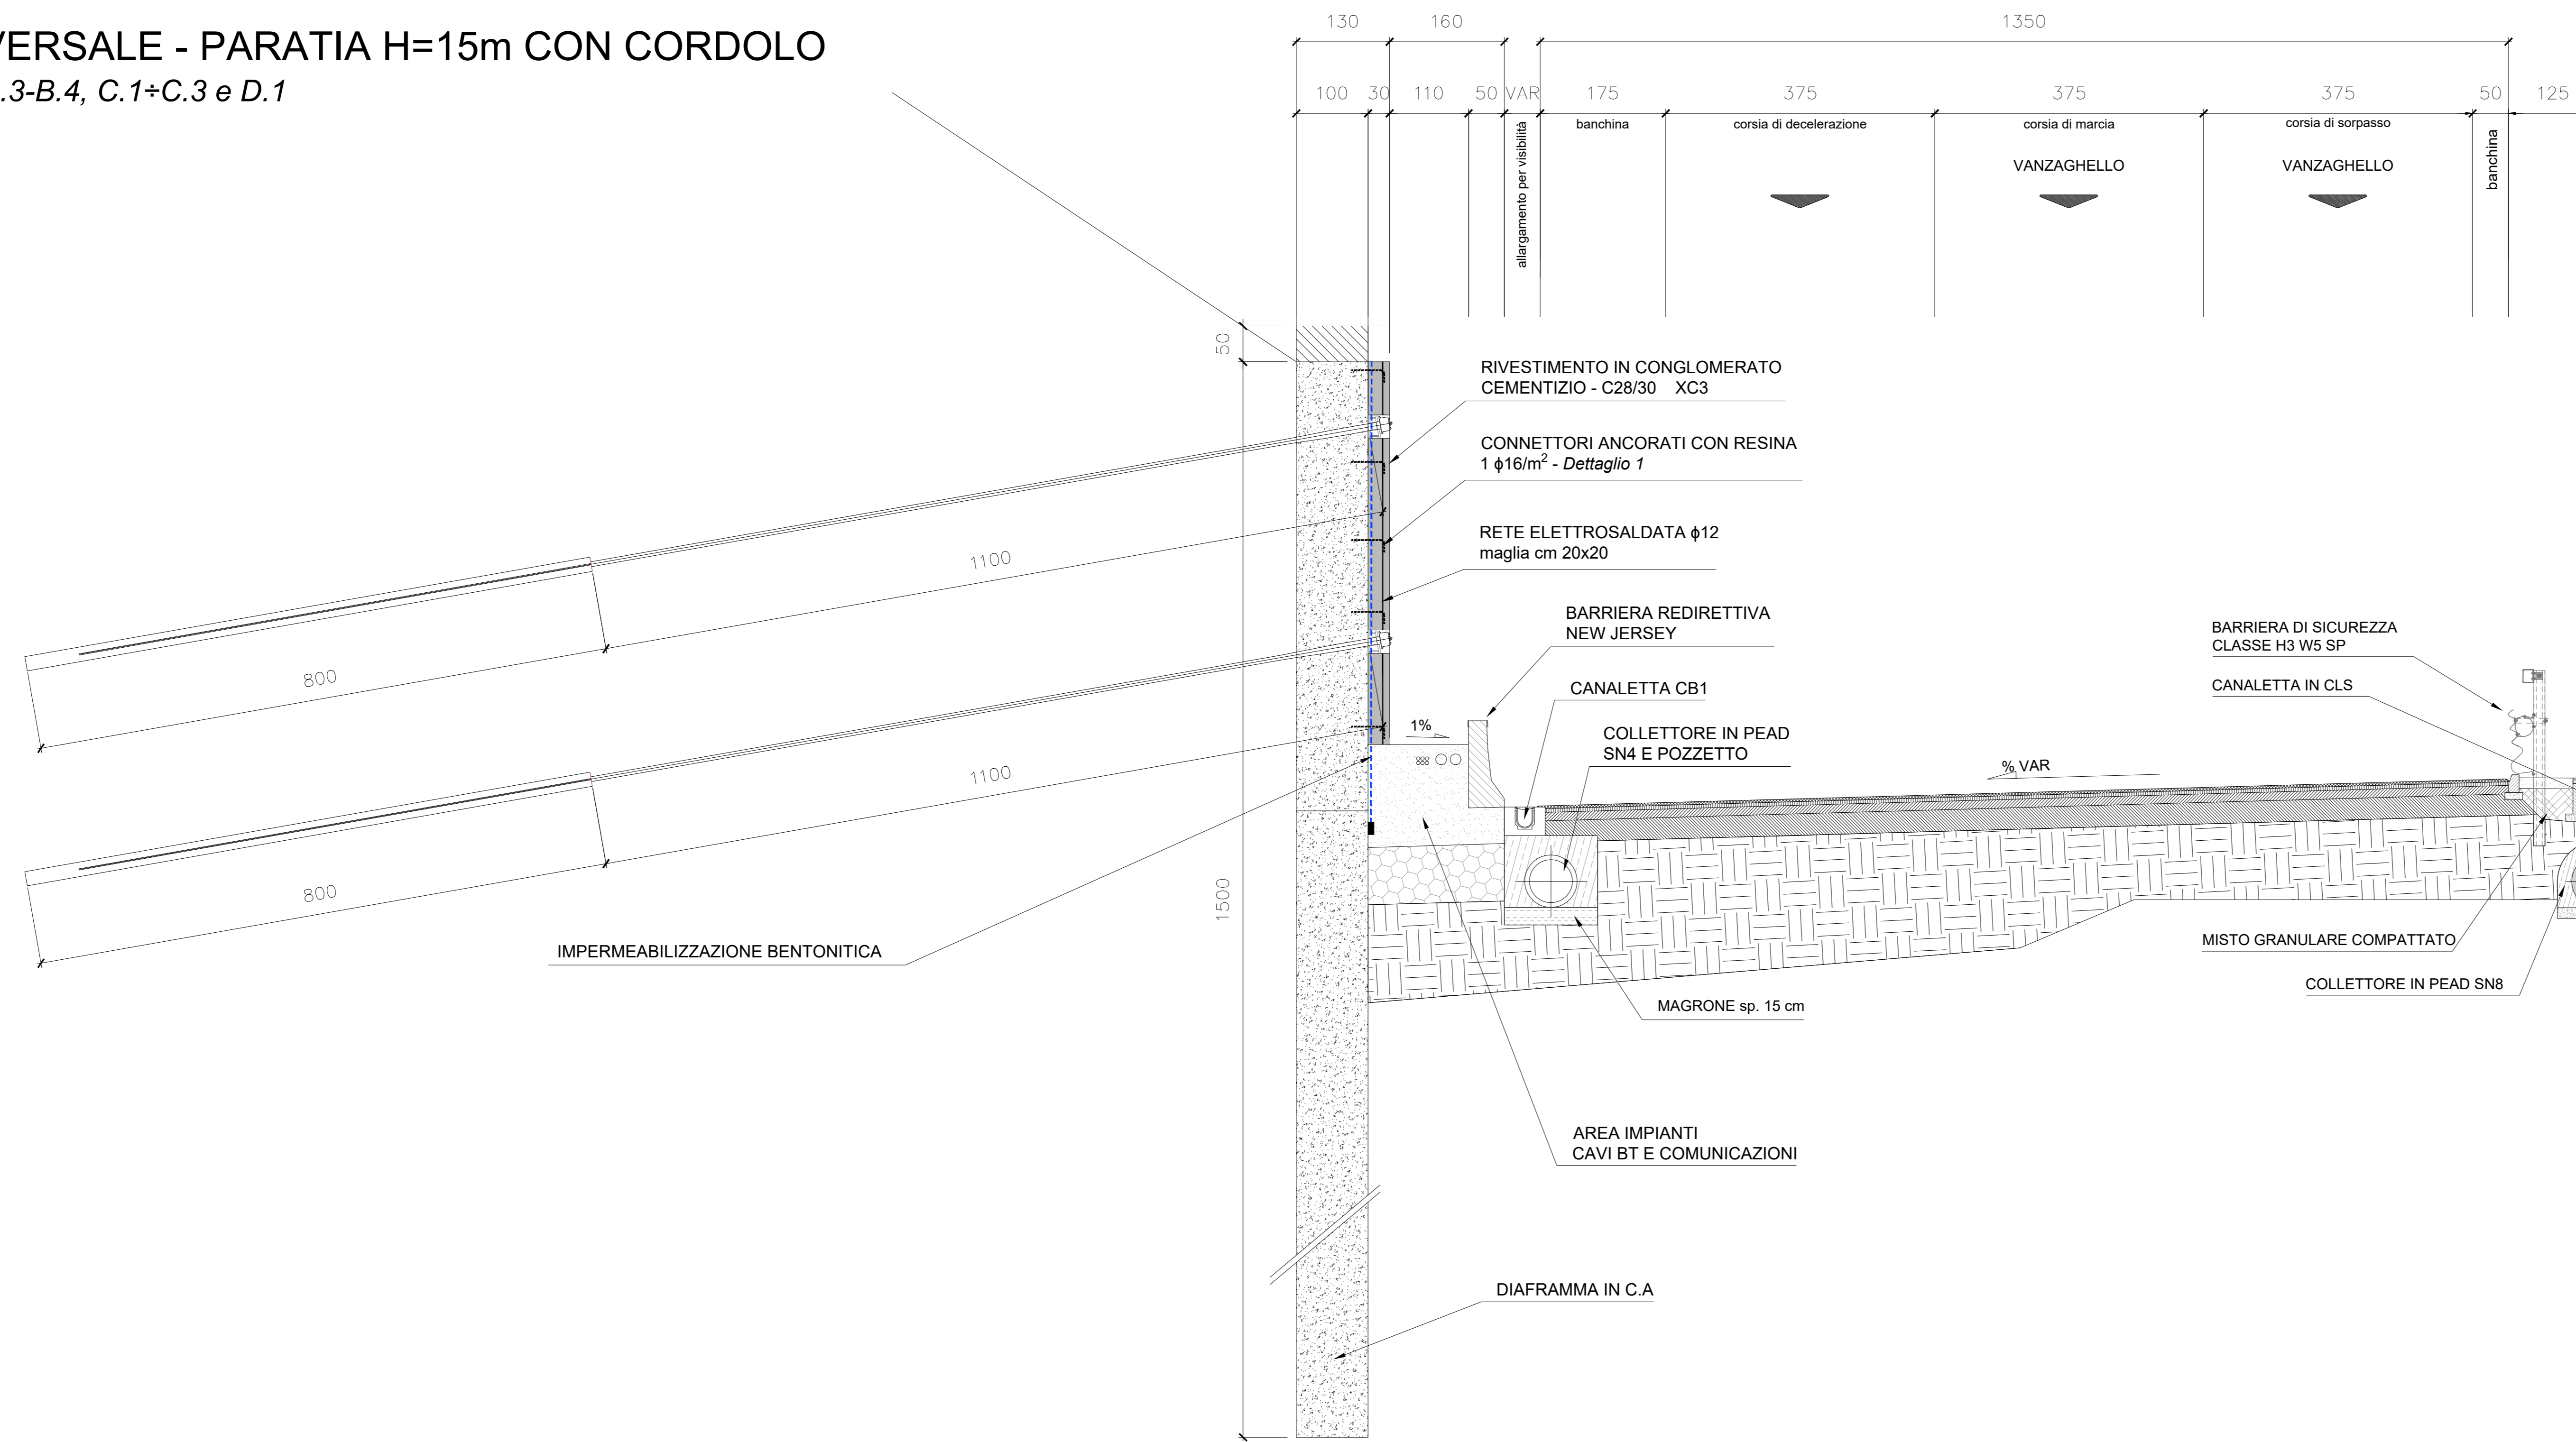 VERSALE - PARATIA H=15m CON CORDOLO
.3-B.4, C.1÷C.3 e D.1
130 160 1350
100 30 110 50 VAR 175 375 375 375 50 125
allargamento per visibilità
banchina
corsia di decelerazione
corsia di marcia
corsia di sorpasso
banchina
VANZAGHELLO
VANZAGHELLO
50
RIVESTIMENTO IN CONGLOMERATO
CEMENTIZIO - C28/30 XC3
CONNETTORI ANCORATI CON RESINA
1 ϕ16/m² - Dettaglio 1
RETE ELETTROSALDATA ϕ12
maglia cm 20x20
1100
800
BARRIERA REDIRETTIVA
NEW JERSEY
BARRIERA DI SICUREZZA
CLASSE H3 W5 SP
CANALETTA CB1
CANALETTA IN CLS
1%
COLLETTORE IN PEAD
SN4 E POZZETTO
% VAR
1100
800
1500
IMPERMEABILIZZAZIONE BENTONITICA
MISTO GRANULARE COMPATTATO
COLLETTORE IN PEAD SN8
MAGRONE sp. 15 cm
AREA IMPIANTI
CAVI BT E COMUNICAZIONI
DIAFRAMMA IN C.A